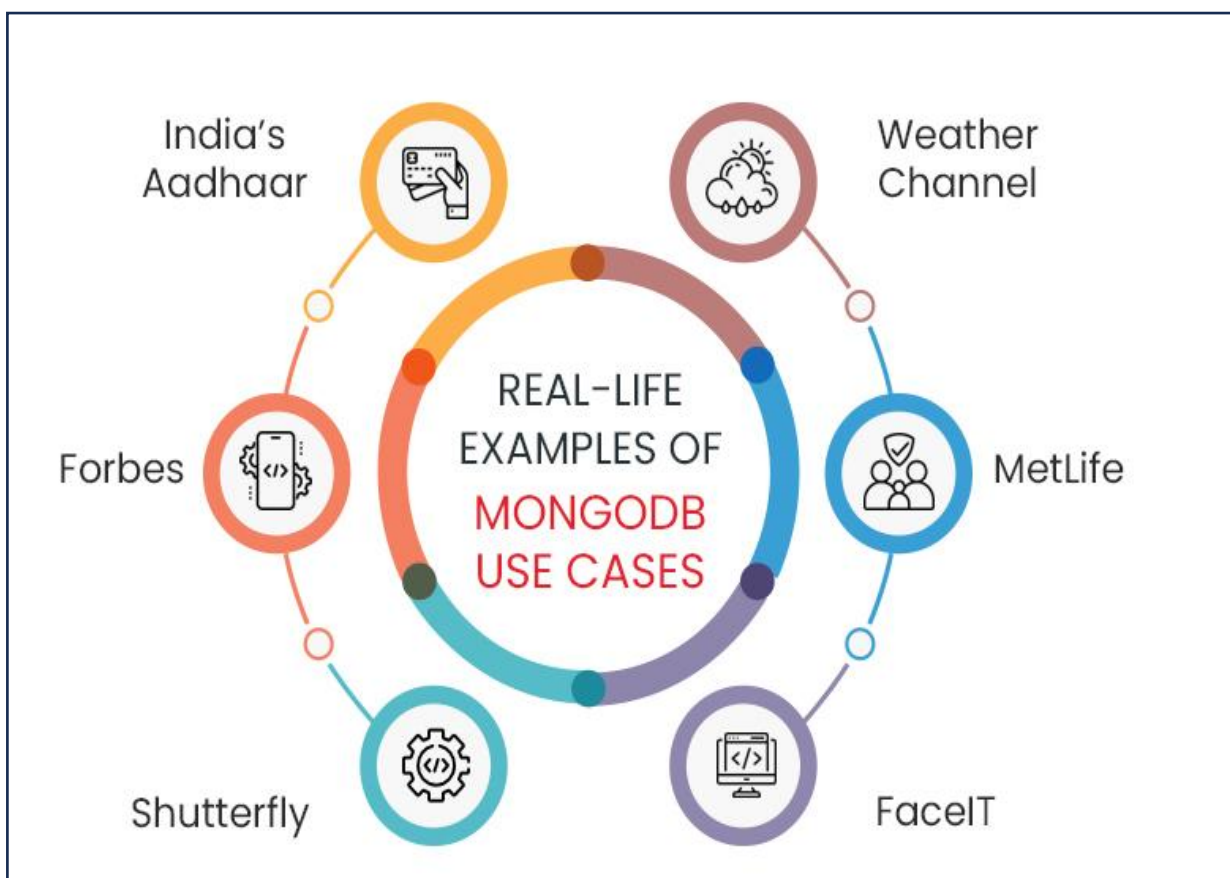 India's
Aadhaar
Weather
Channel
REAL-LIFE
EXAMPLES OF
MONGODB
USE CASES
Forbes
</>
MetLife
Shutterfly
</>
FaceIT
</>